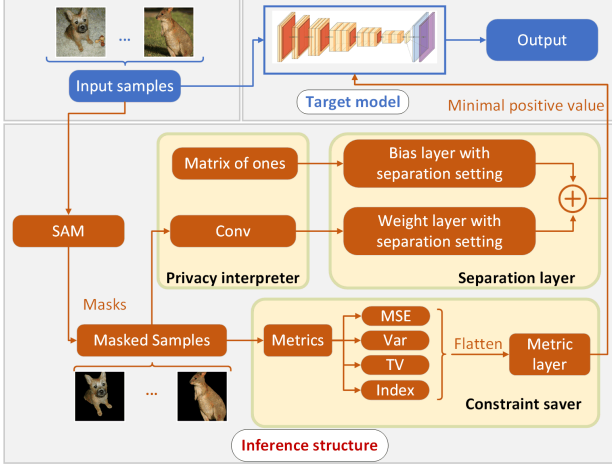 ...
Input samples
Output
Target model
Minimal positive value
Matrix of ones
Bias layer with
separation setting
SAM
Conv
Weight layer with
separation setting
Privacy interpreter
Separation layer
Masks
Masked Samples
Metrics
MSE
Var
TV
Index
Flatten
Metric
layer
...
Constraint saver
Inference structure